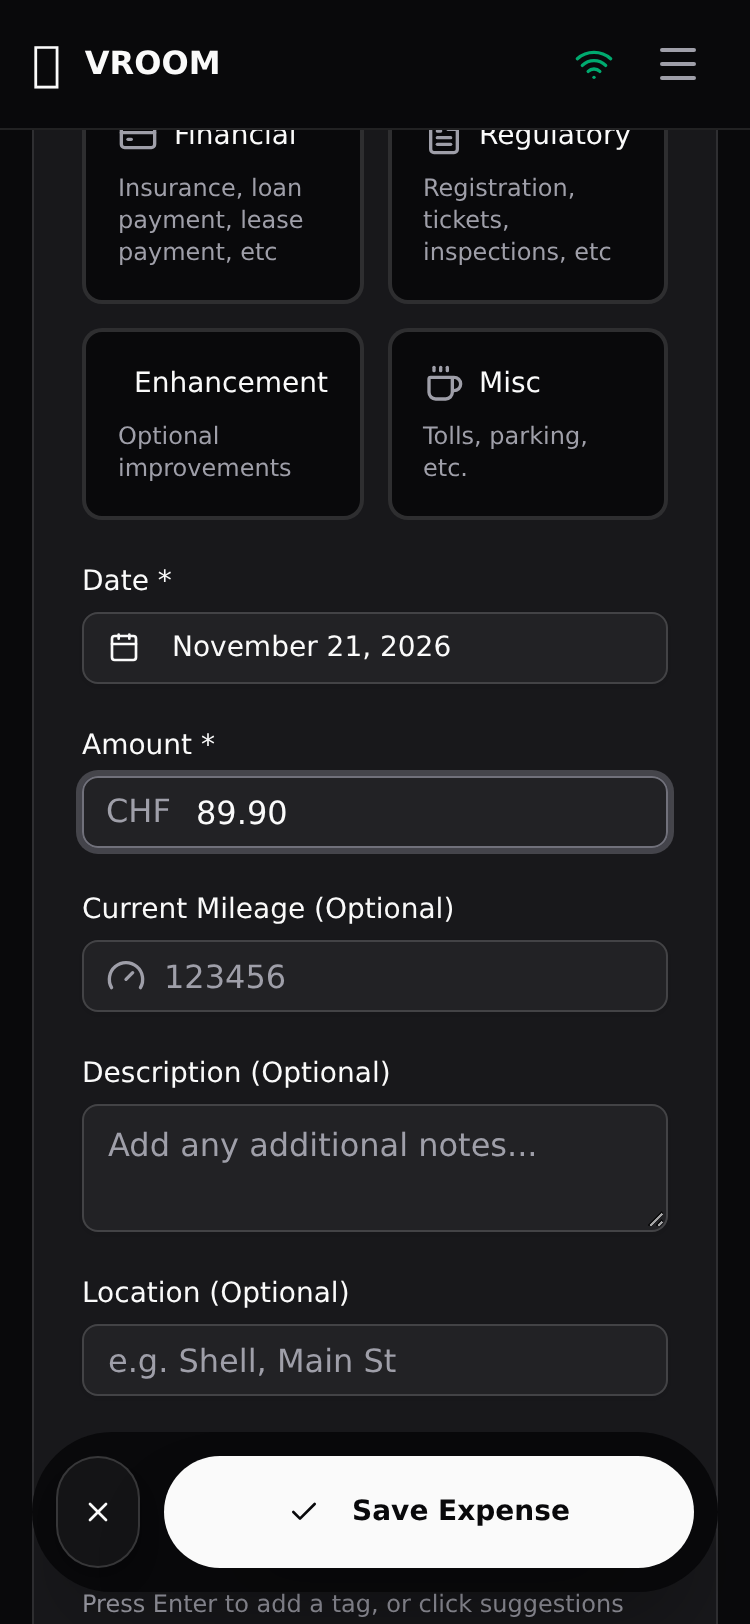 VROOM
Financial
Insurance, loan
payment, lease
payment, etc
Regulatory
Registration,
tickets,
inspections, etc
Enhancement
Optional
improvements
Misc
Tolls, parking,
etc.
Date *
November 21, 2026
Amount *
CHF 89.90
Current Mileage (Optional)
123456
Description (Optional)
Add any additional notes...
Location (Optional)
e.g. Shell, Main St
Save Expense
Press Enter to add a tag, or click suggestions